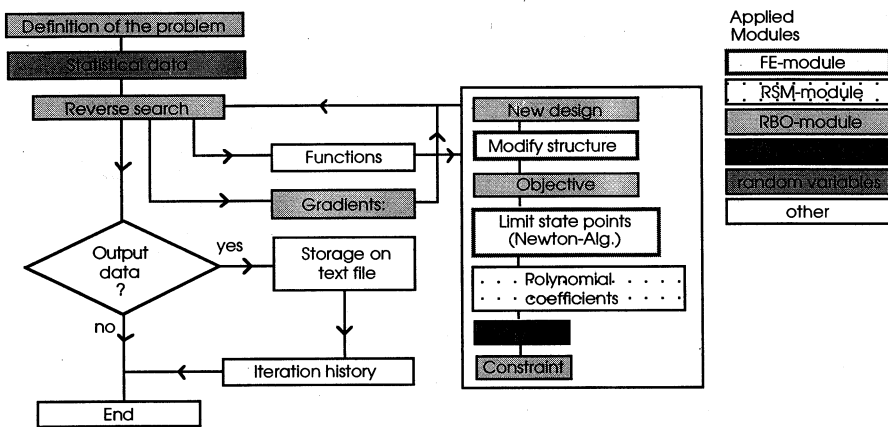 Definition of the problem
Statistical data
Reverse search
Functions
Gradients:
Output
data
?
yes
no
Storage on
text file
Iteration history
End
New design
Modify structure
Objective
Limit state points
(Newton-Alg.)
Polynomial
coefficients
Constraint
Applied
Modules
FE-module
RSM-module
RBO-module
random variables
other